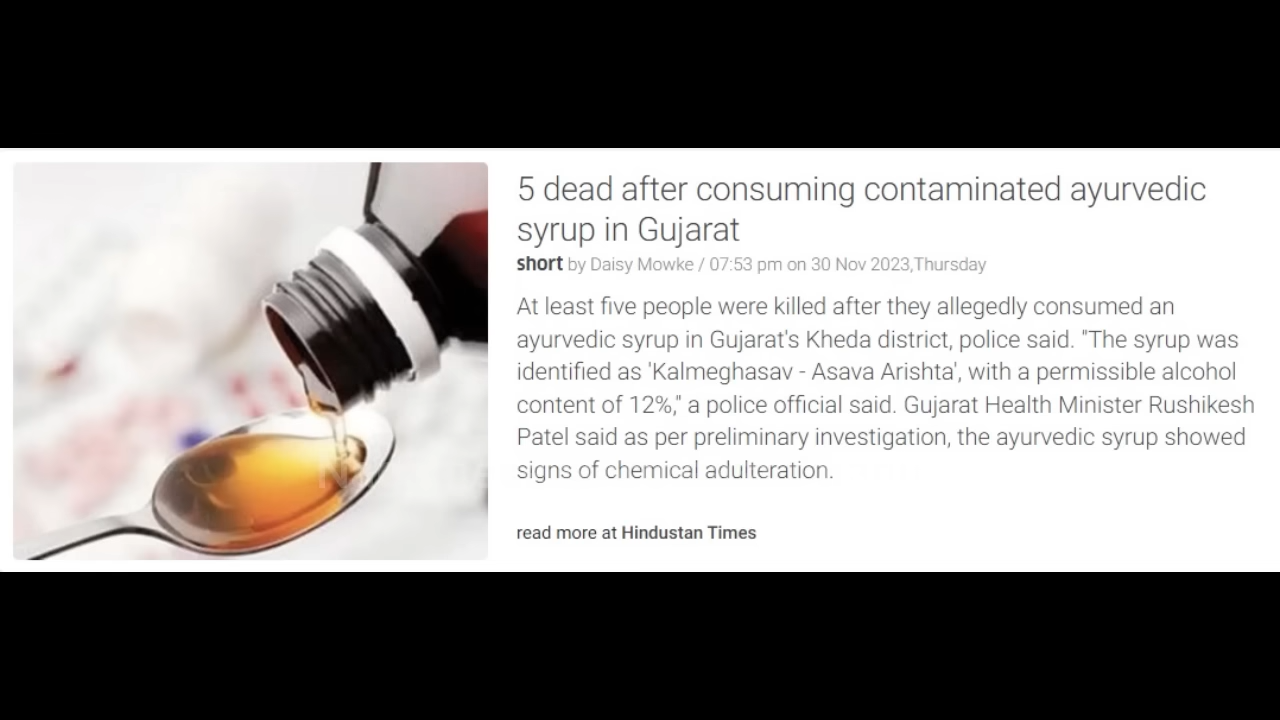 5 dead after consuming contaminated ayurvedic
syrup in Gujarat
short by Daisy Mowke / 07:53 pm on 30 Nov 2023,Thursday
At least five people were killed after they allegedly consumed an
ayurvedic syrup in Gujarat's Kheda district, police said. "The syrup was
identified as 'Kalmeghasav - Asava Arishta', with a permissible alcohol
content of 12%," a police official said. Gujarat Health Minister Rushikesh
Patel said as per preliminary investigation, the ayurvedic syrup showed
signs of chemical adulteration.
read more at Hindustan Times